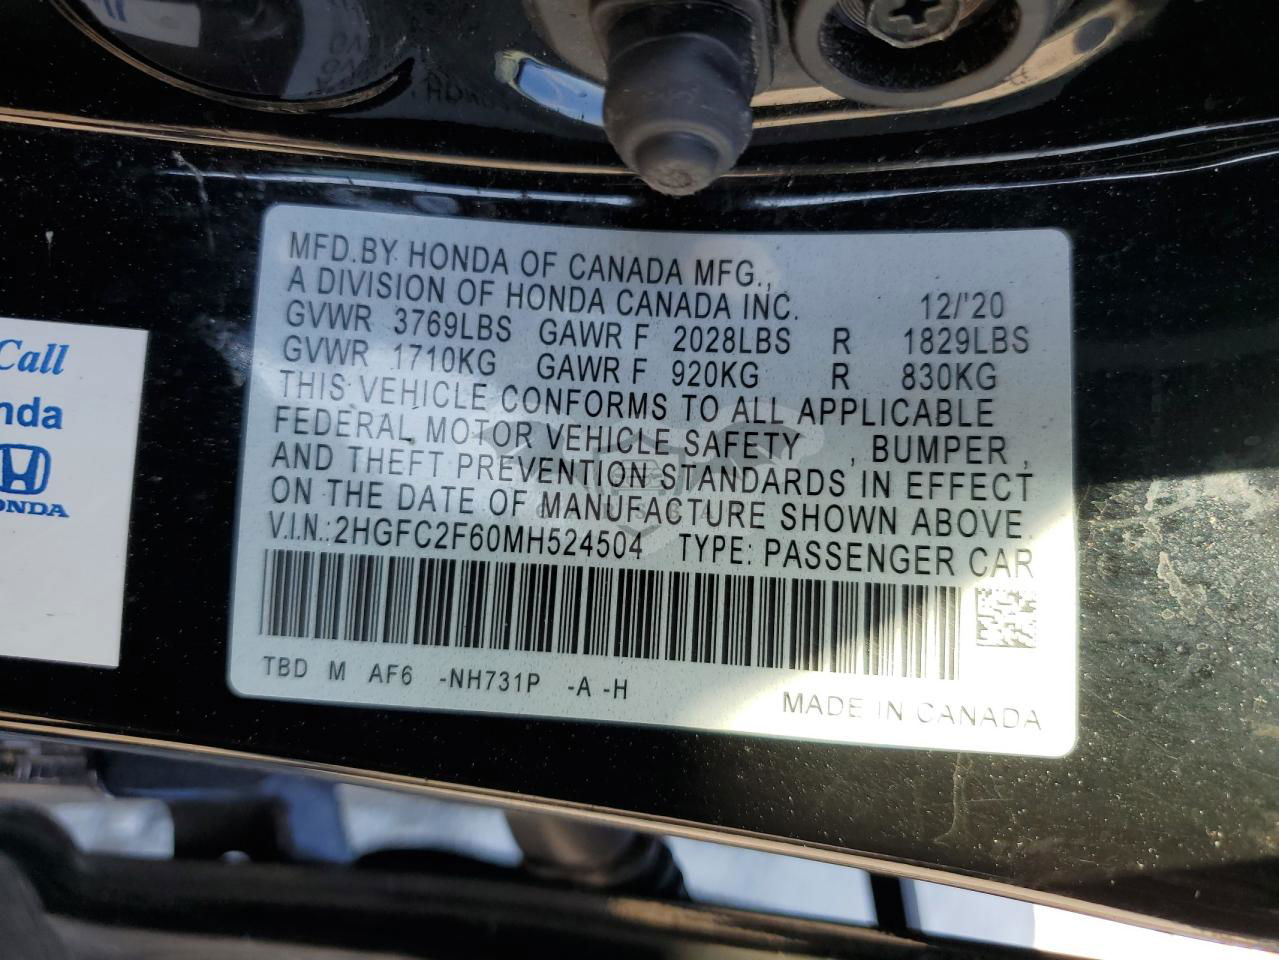 MFD.BY HONDA OF CANADA MFG.,
A DIVISION OF HONDA CANADA INC. 12/'20
GVWR 3769LBS GAWR F 2028LBS R 1829LBS
GVWR 1710KG GAWR F 920KG R 830KG
THIS VEHICLE CONFORMS TO ALL APPLICABLE
FEDERAL MOTOR VEHICLE SAFETY , BUMPER ,
AND THEFT PREVENTION STANDARDS IN EFFECT
ON THE DATE OF MANUFACTURE SHOWN ABOVE.
V.I.N.:2HGFC2F60MH524504 TYPE: PASSENGER CAR
TBD M AF6 -NH731P -A -H
MADE IN CANADA
Call
nda
ONDA